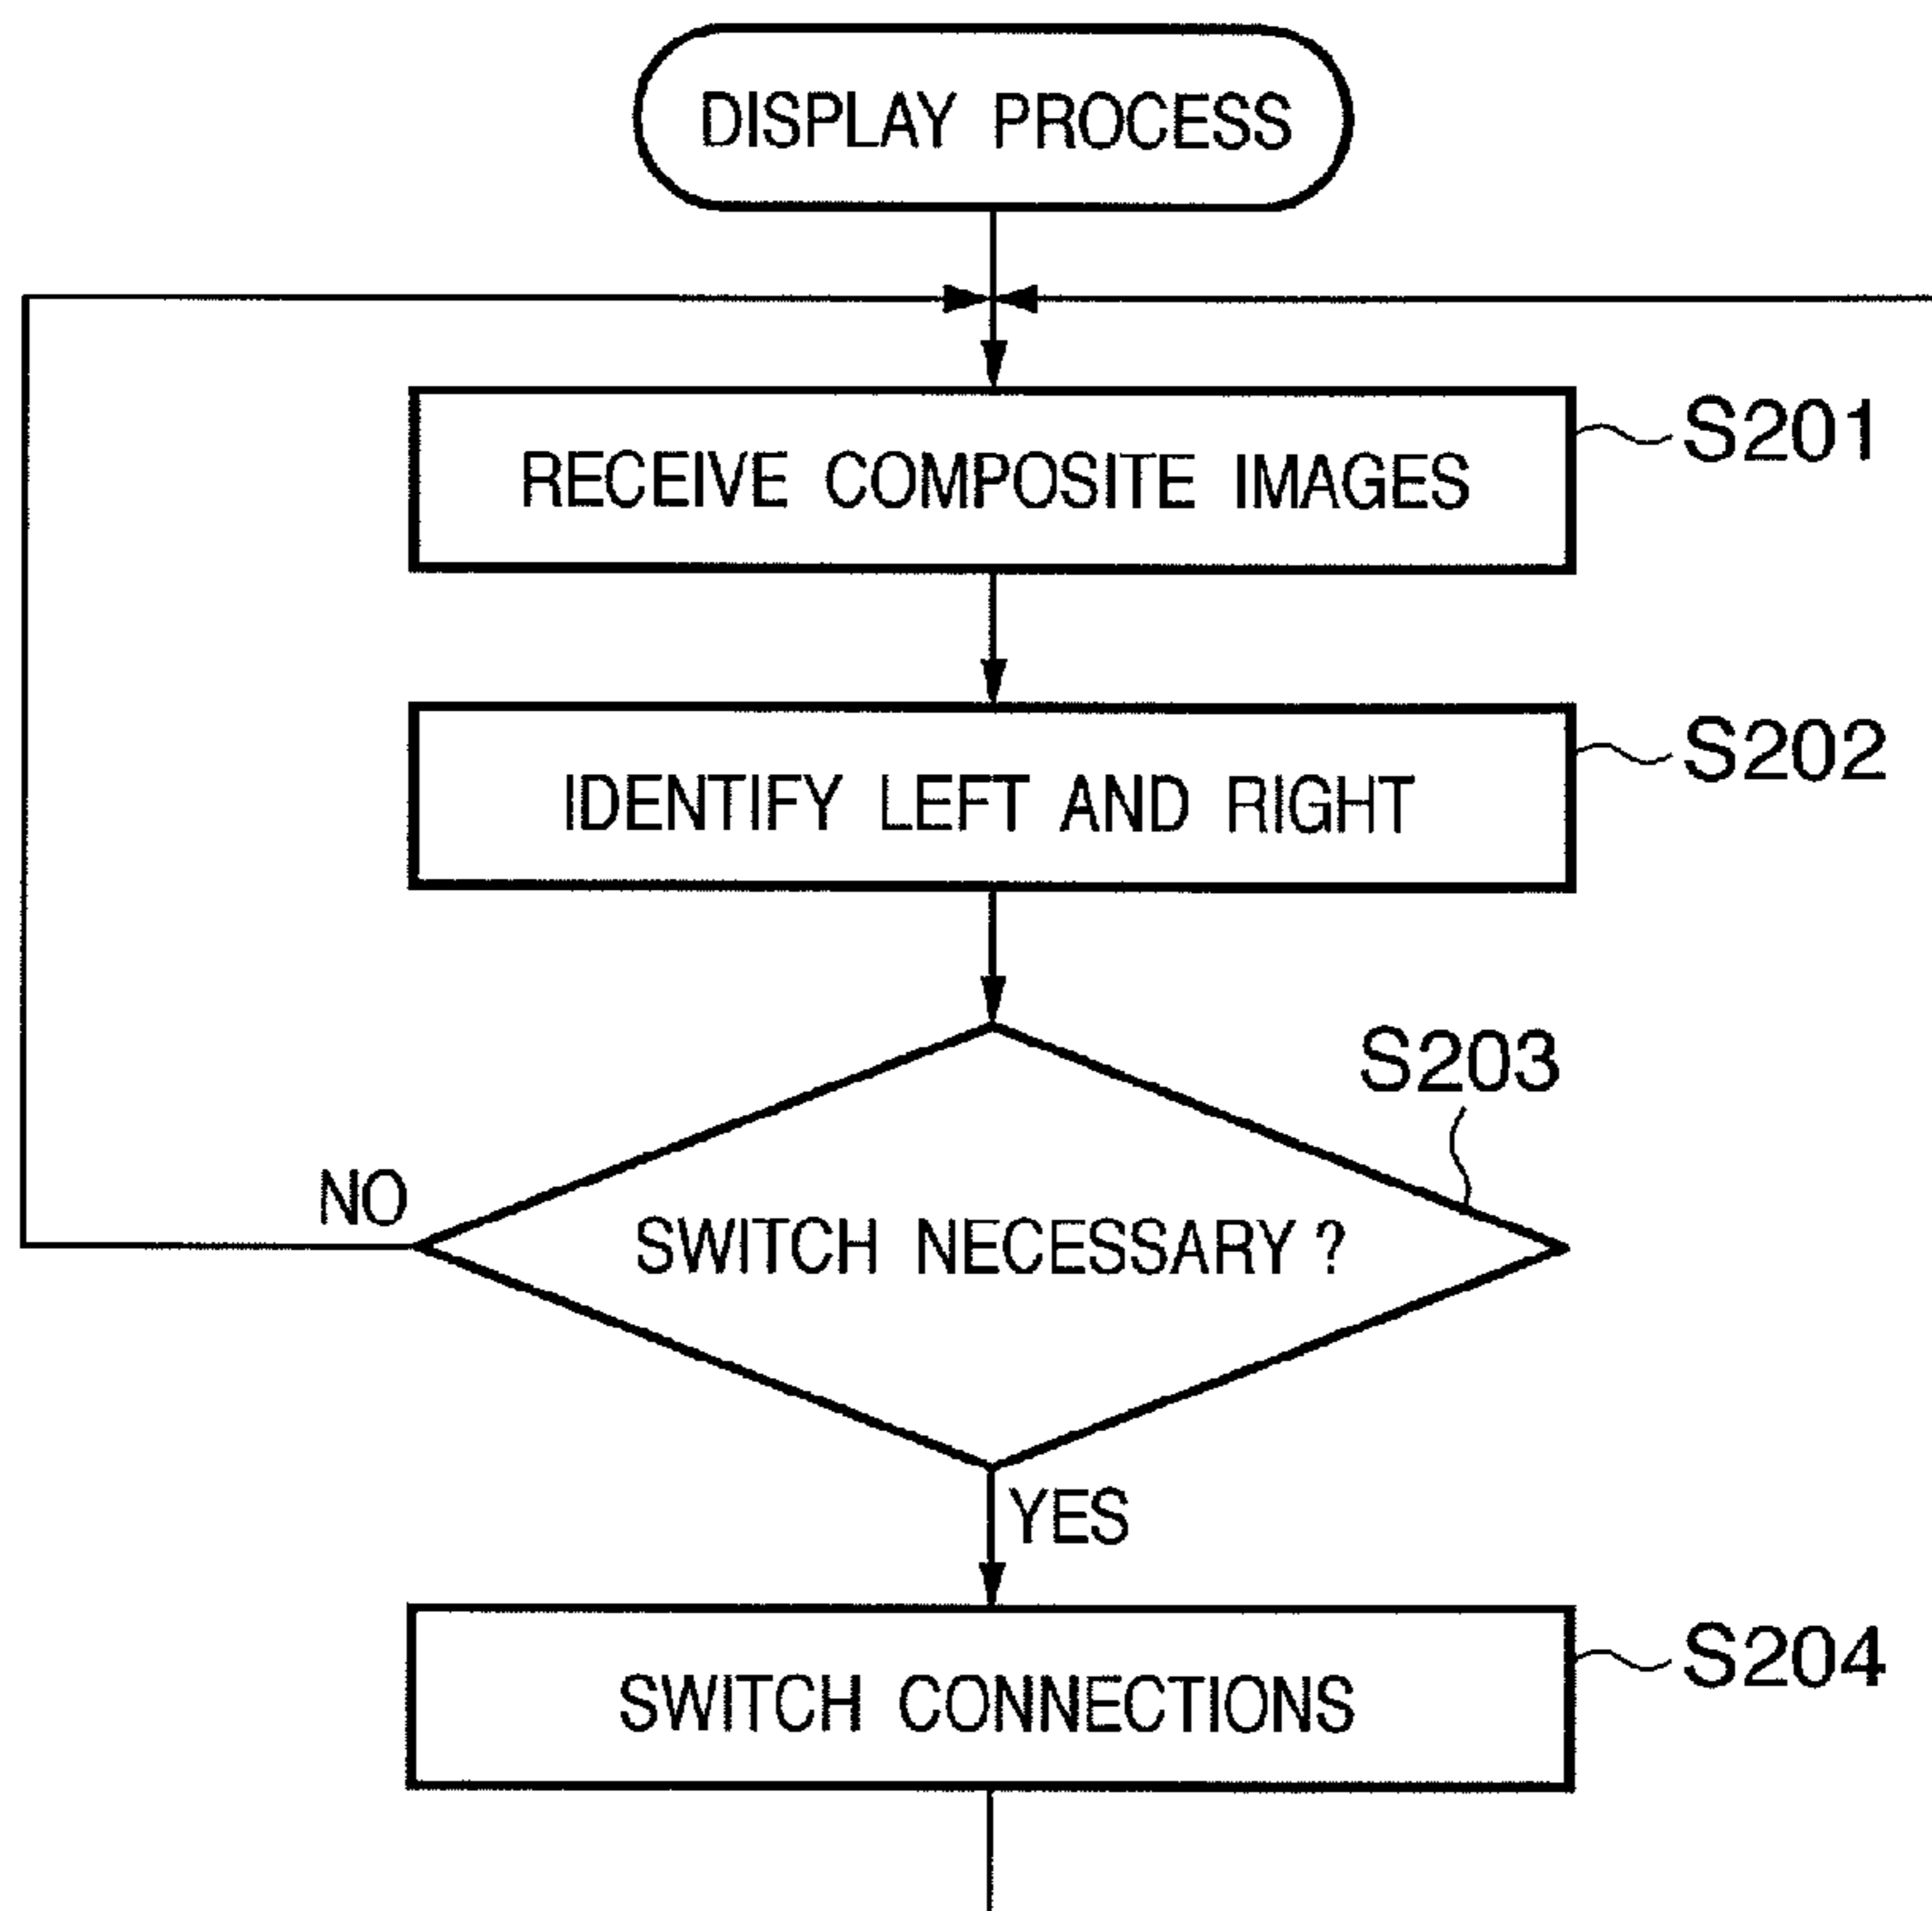 DISPLAY PROCESS
RECEIVE COMPOSITE IMAGES
S201
IDENTIFY LEFT AND RIGHT
S202
S203
NO
SWITCH NECESSARY ?
YES
SWITCH CONNECTIONS
S204